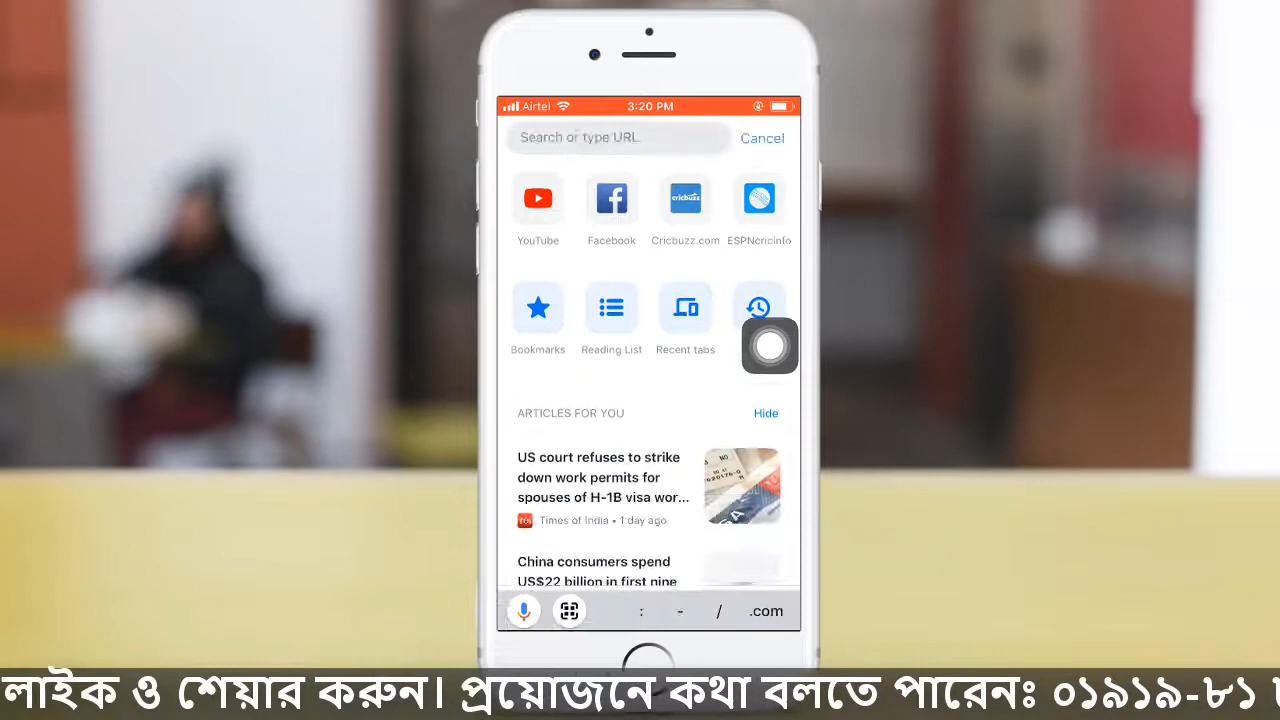 Airtel 3:20 PM
Search or type URL Cancel
cricbuzz
YouTube Facebook Cricbuzz.com ESPNcricinfo
Bookmarks Reading List Recent tabs
ARTICLES FOR YOU Hide
US court refuses to strike
down work permits for
spouses of H-1B visa wor...
TOI Times of India • 1 day ago
China consumers spend
US$22 billion in first nine
: - / .com
লাইক ও শেয়ার করুন। প্রয়োজনে কথা বলতে পারেনঃ ০১৯১৯-৮১